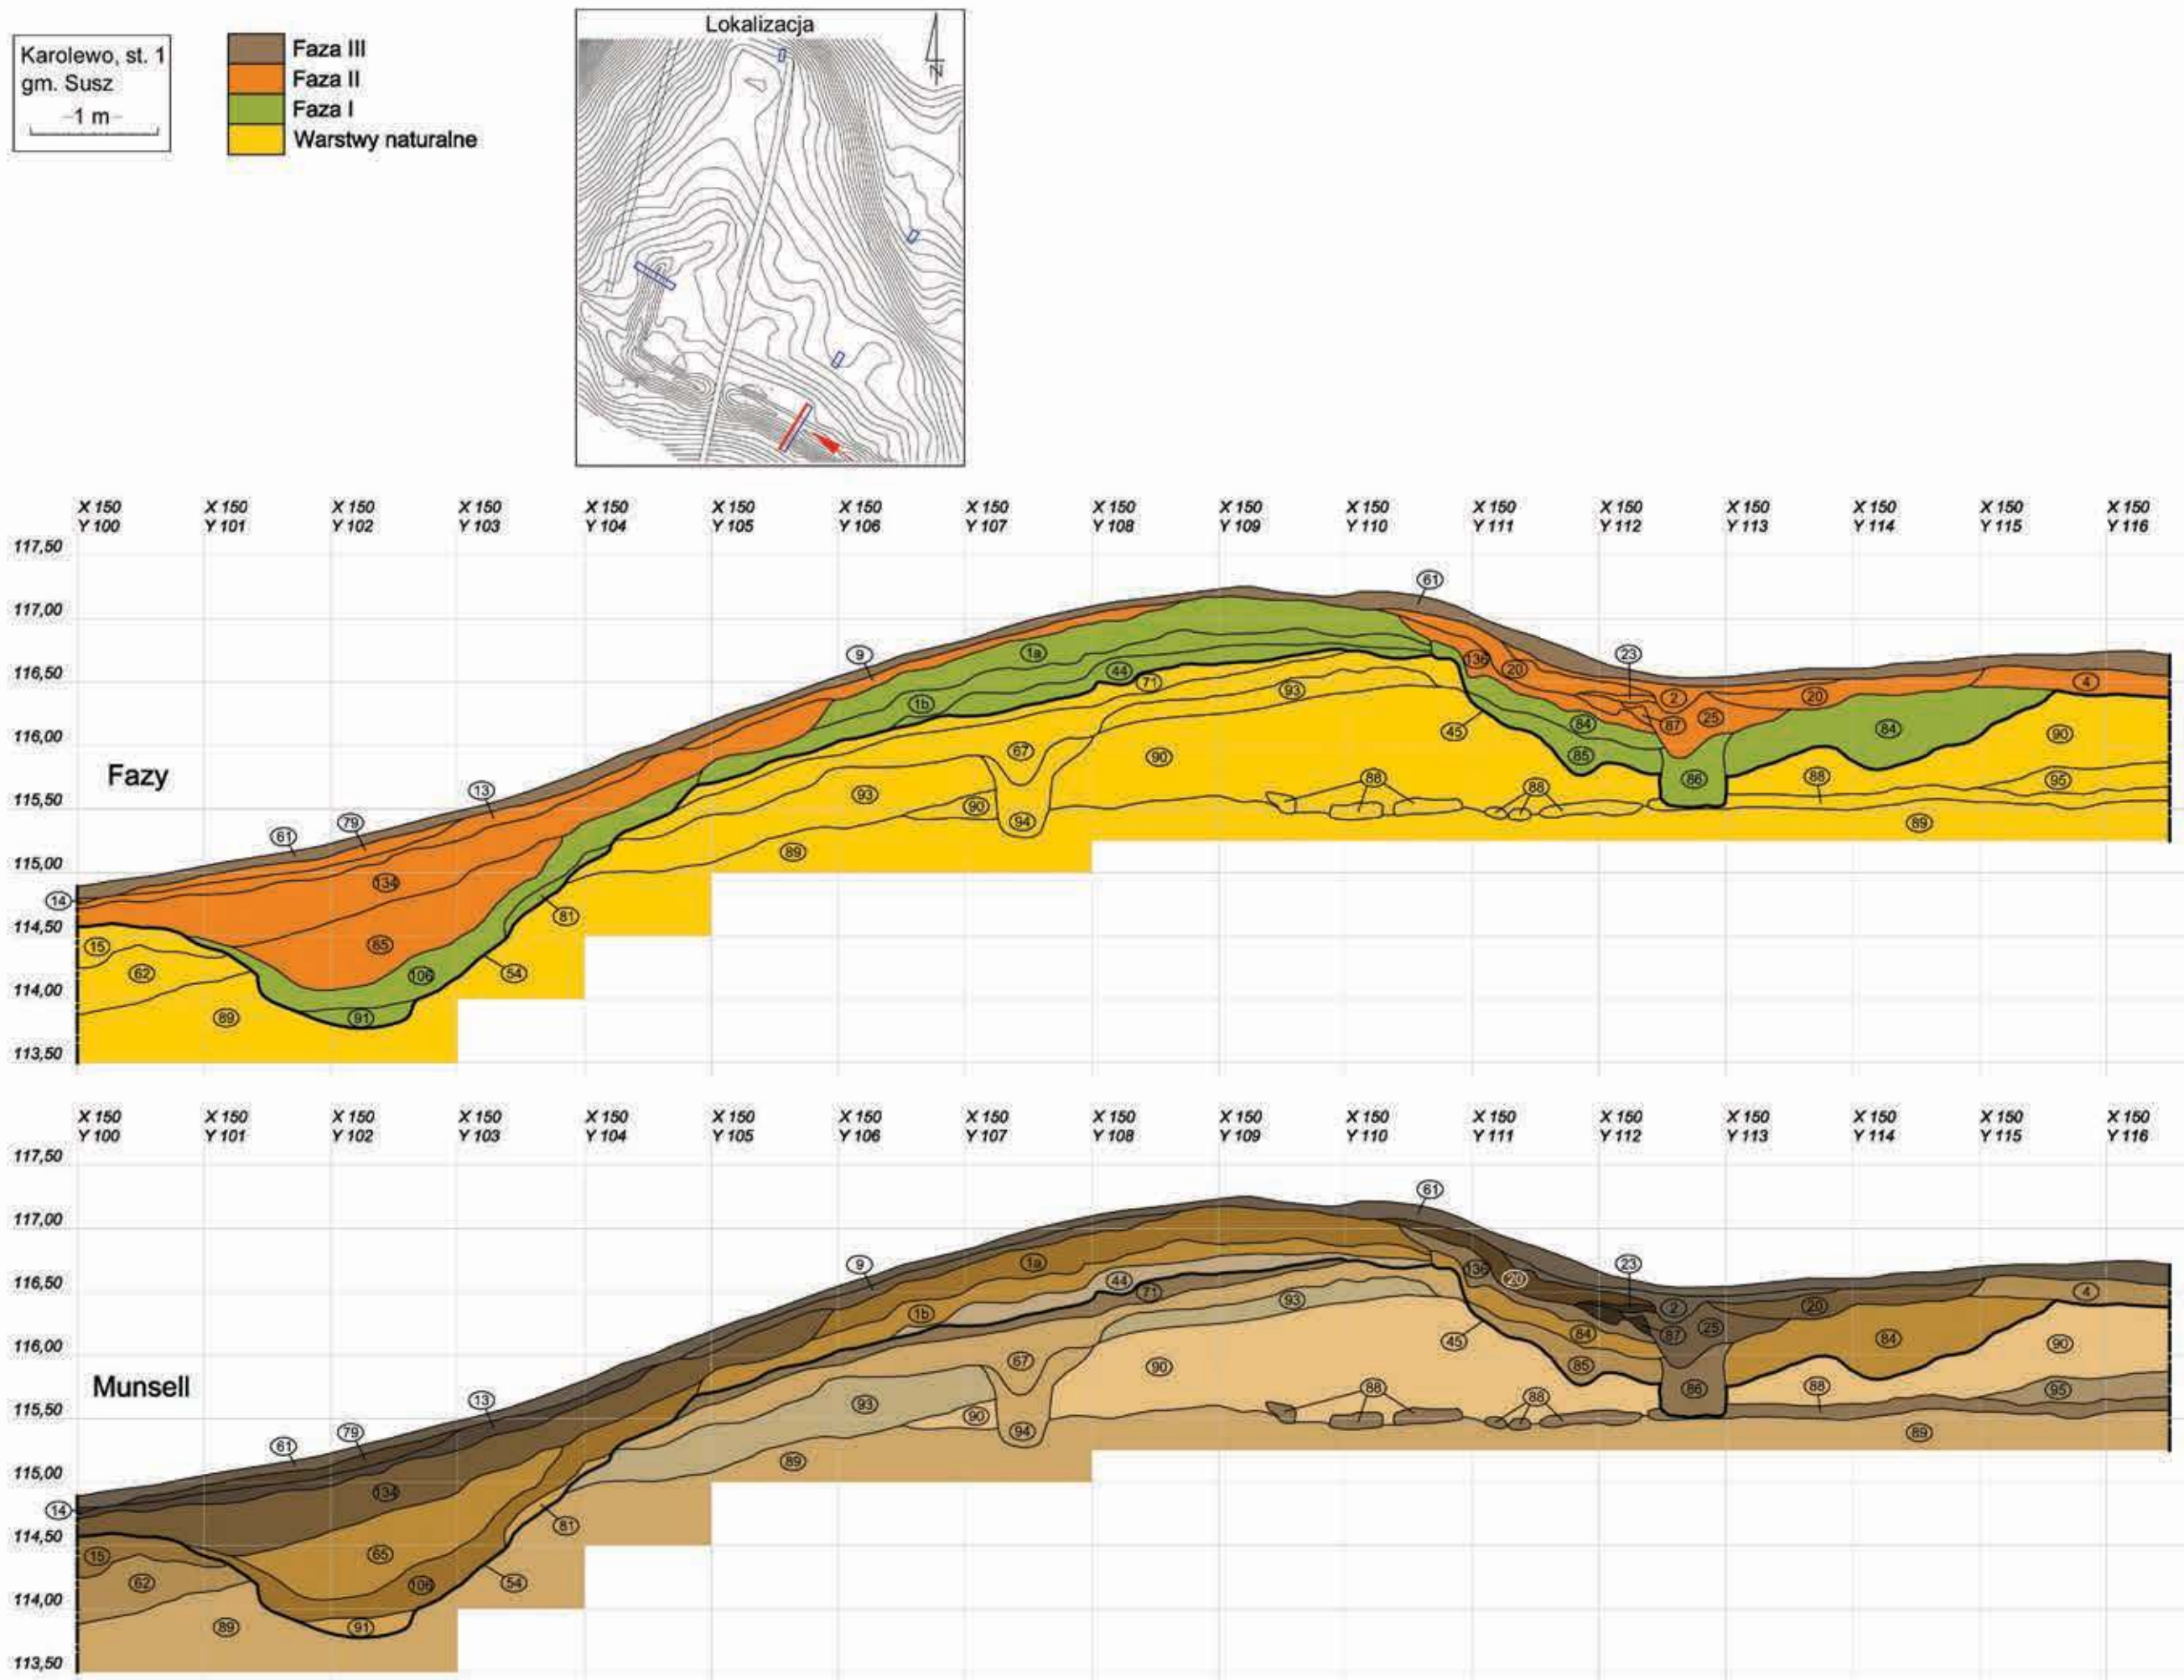 Karolewo, st. 1
gm. Susz
1 m
Faza III
Faza II
Faza I
Warstwy naturalne
Lokalizacja
N
X 150 X 150 X 150 X 150 X 150 X 150 X 150 X 150 X 150 X 150 X 150 X 150 X 150 X 150 X 150 X 150 X 150
Y 100 Y 101 Y 102 Y 103 Y 104 Y 105 Y 106 Y 107 Y 108 Y 109 Y 110 Y 111 Y 112 Y 113 Y 114 Y 115 Y 116
117,50
61
117,00
9 1a 136 20 23
116,50
44 71 93 2 20 4
1b 84 87 25 84
116,00
67 90 45 85 90
Fazy
13 93 90 88 88 86 88 95
115,50
61 79 94 89 89
115,00
14 134
81
114,50
15 85
62 106 54
114,00
89 91
113,50
X 150 X 150 X 150 X 150 X 150 X 150 X 150 X 150 X 150 X 150 X 150 X 150 X 150 X 150 X 150 X 150 X 150
Y 100 Y 101 Y 102 Y 103 Y 104 Y 105 Y 106 Y 107 Y 108 Y 109 Y 110 Y 111 Y 112 Y 113 Y 114 Y 115 Y 116
117,50
61
117,00
9 1a 136 20 23
116,50
44 71 93 2 20 4
1b 84 87 25 84
116,00
67 90 45 85 90
Munsell
13 93 90 88 88 86 88 95
115,50
61 79 94 89 89
115,00
14 134
81
114,50
15 65
62 106 54
114,00
89 91
113,50